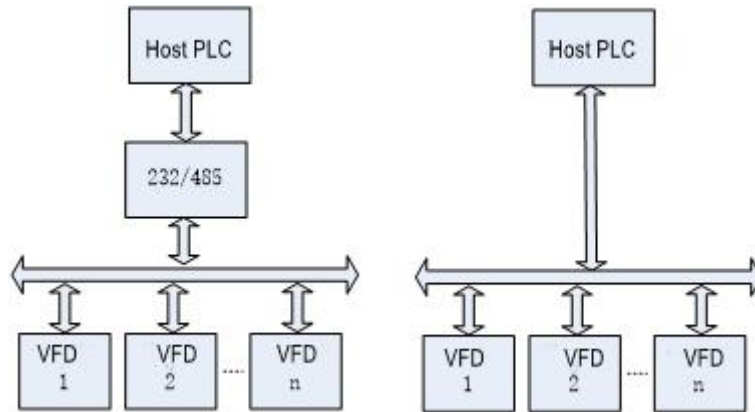 Host PLC
232/485
VFD
1
VFD
2
.....
VFD
n
Host PLC
VFD
1
VFD
2
.....
VFD
n